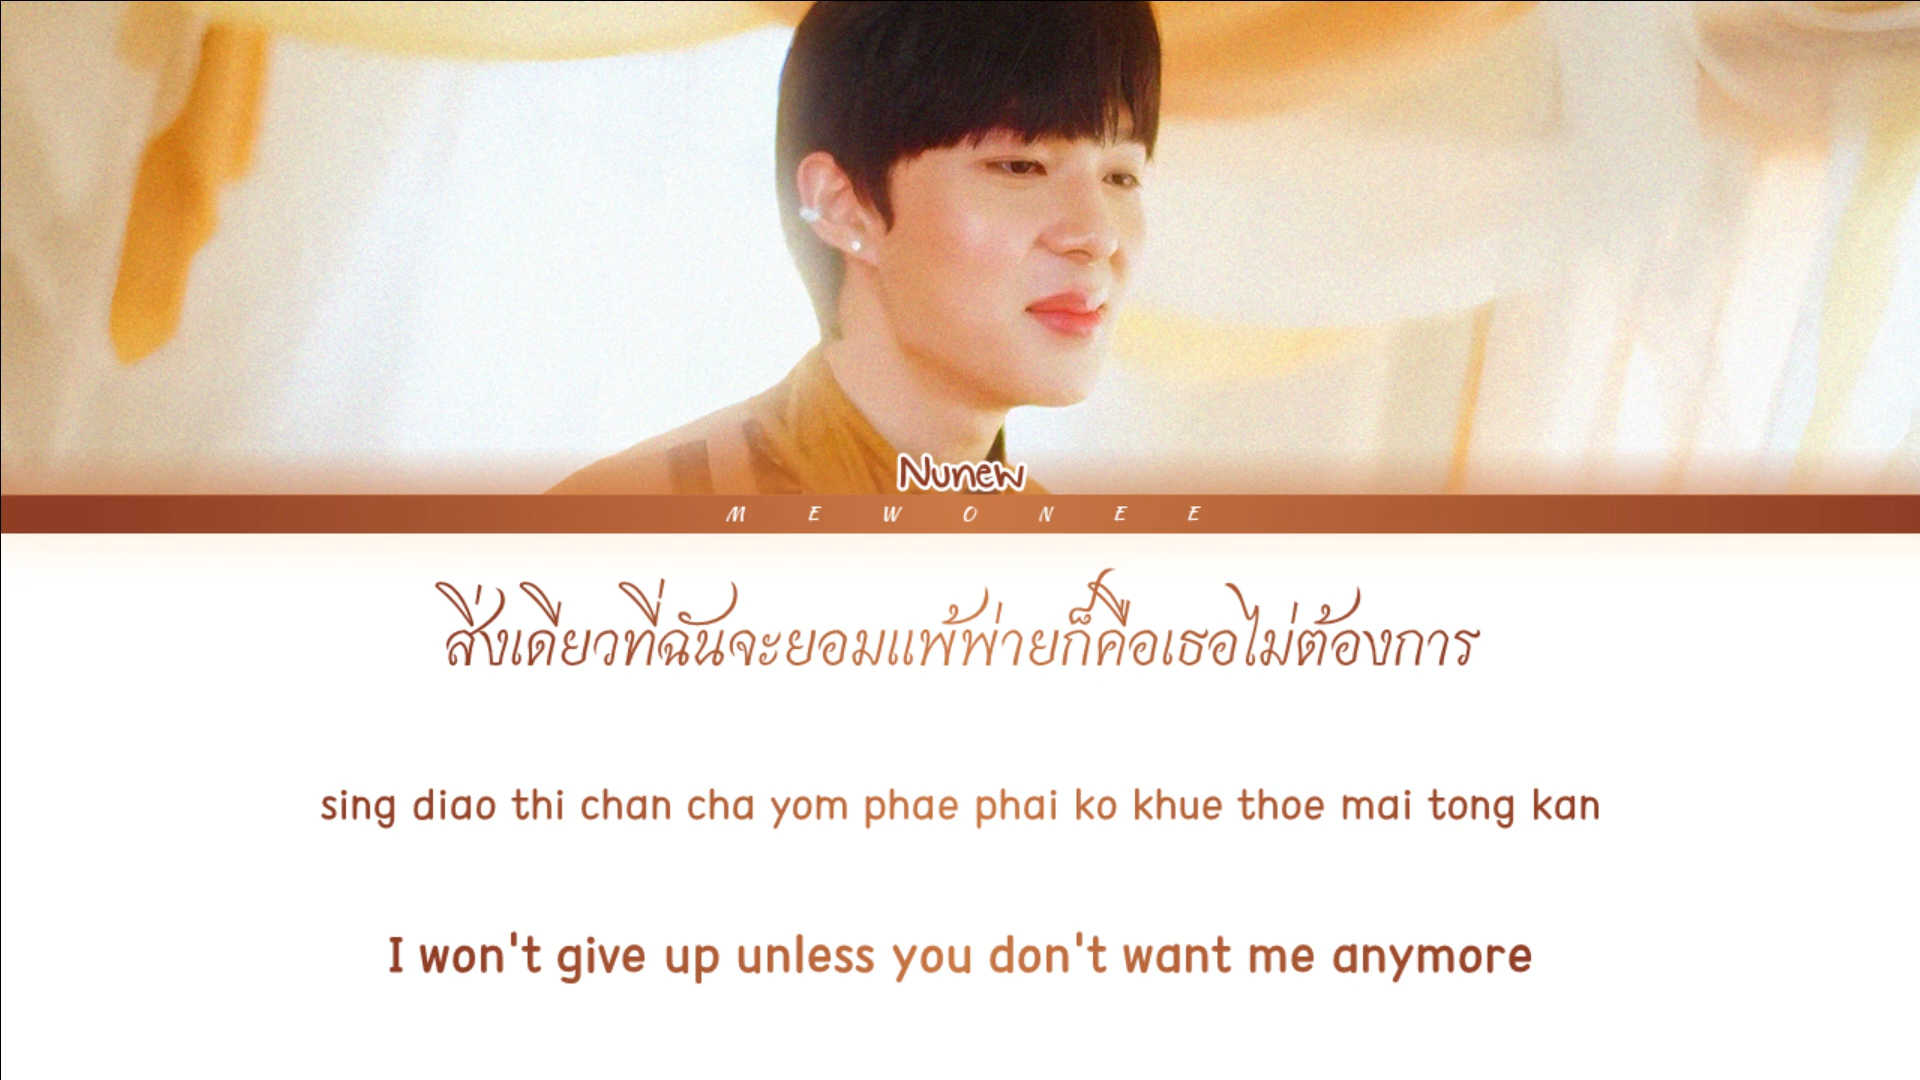 Nunew
MEWONEE
สิ่งเดียวที่ฉันจะยอมแพ้พ่ายก็คือเธอไม่ต้องการ
sing diao thi chan cha yom phae phai ko khue thoe mai tong kan
I won't give up unless you don't want me anymore